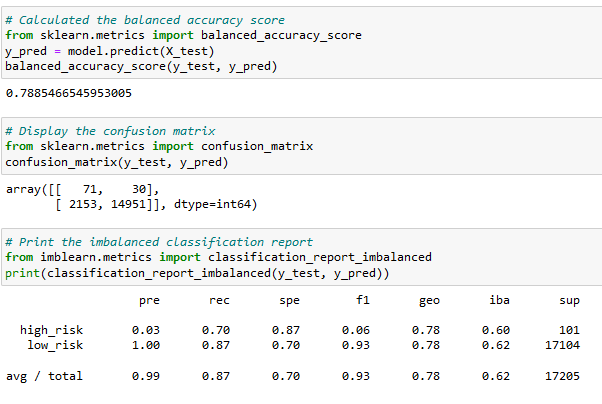 # Calculated the balanced accuracy score
from sklearn.metrics import balanced_accuracy_score
y_pred = model.predict(X_test)
balanced_accuracy_score(y_test, y_pred)
0.7885466545953005
# Display the confusion matrix
from sklearn.metrics import confusion_matrix
confusion_matrix(y_test, y_pred)
array([[   71,    30],
       [ 2153, 14951]], dtype=int64)
# Print the imbalanced classification report
from imblearn.metrics import classification_report_imbalanced
print(classification_report_imbalanced(y_test, y_pred))
                   pre       rec       spe        f1       geo       iba       sup
  high_risk       0.03      0.70      0.87      0.06      0.78      0.60       101
   low_risk       1.00      0.87      0.70      0.93      0.78      0.62     17104
avg / total       0.99      0.87      0.70      0.93      0.78      0.62     17205